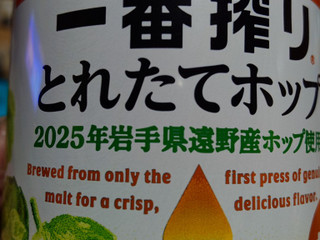 一番搾り
とれたてホップ
2025年岩手県遠野産ホップ使用
Brewed from only the first press of
malt for a crisp, delicious flavor.